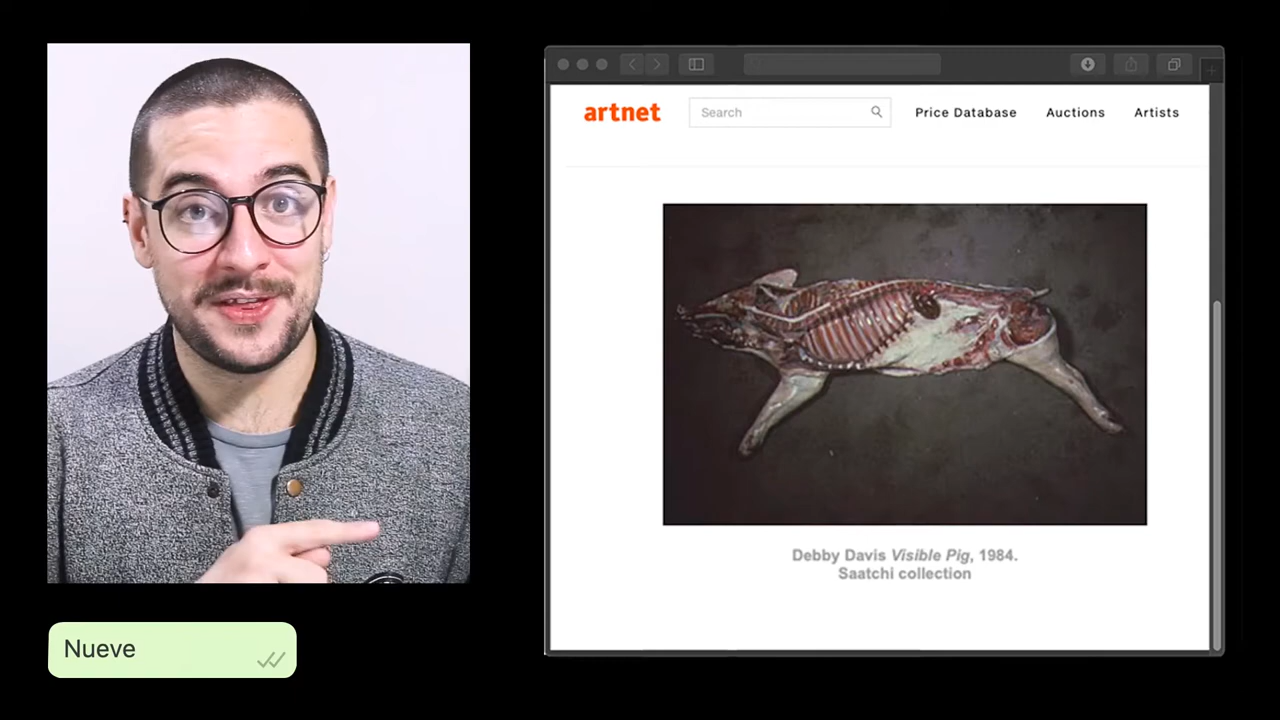 artnet
Search
Price Database
Auctions
Artists
Debby Davis Visible Pig, 1984.
Saatchi collection
Nueve